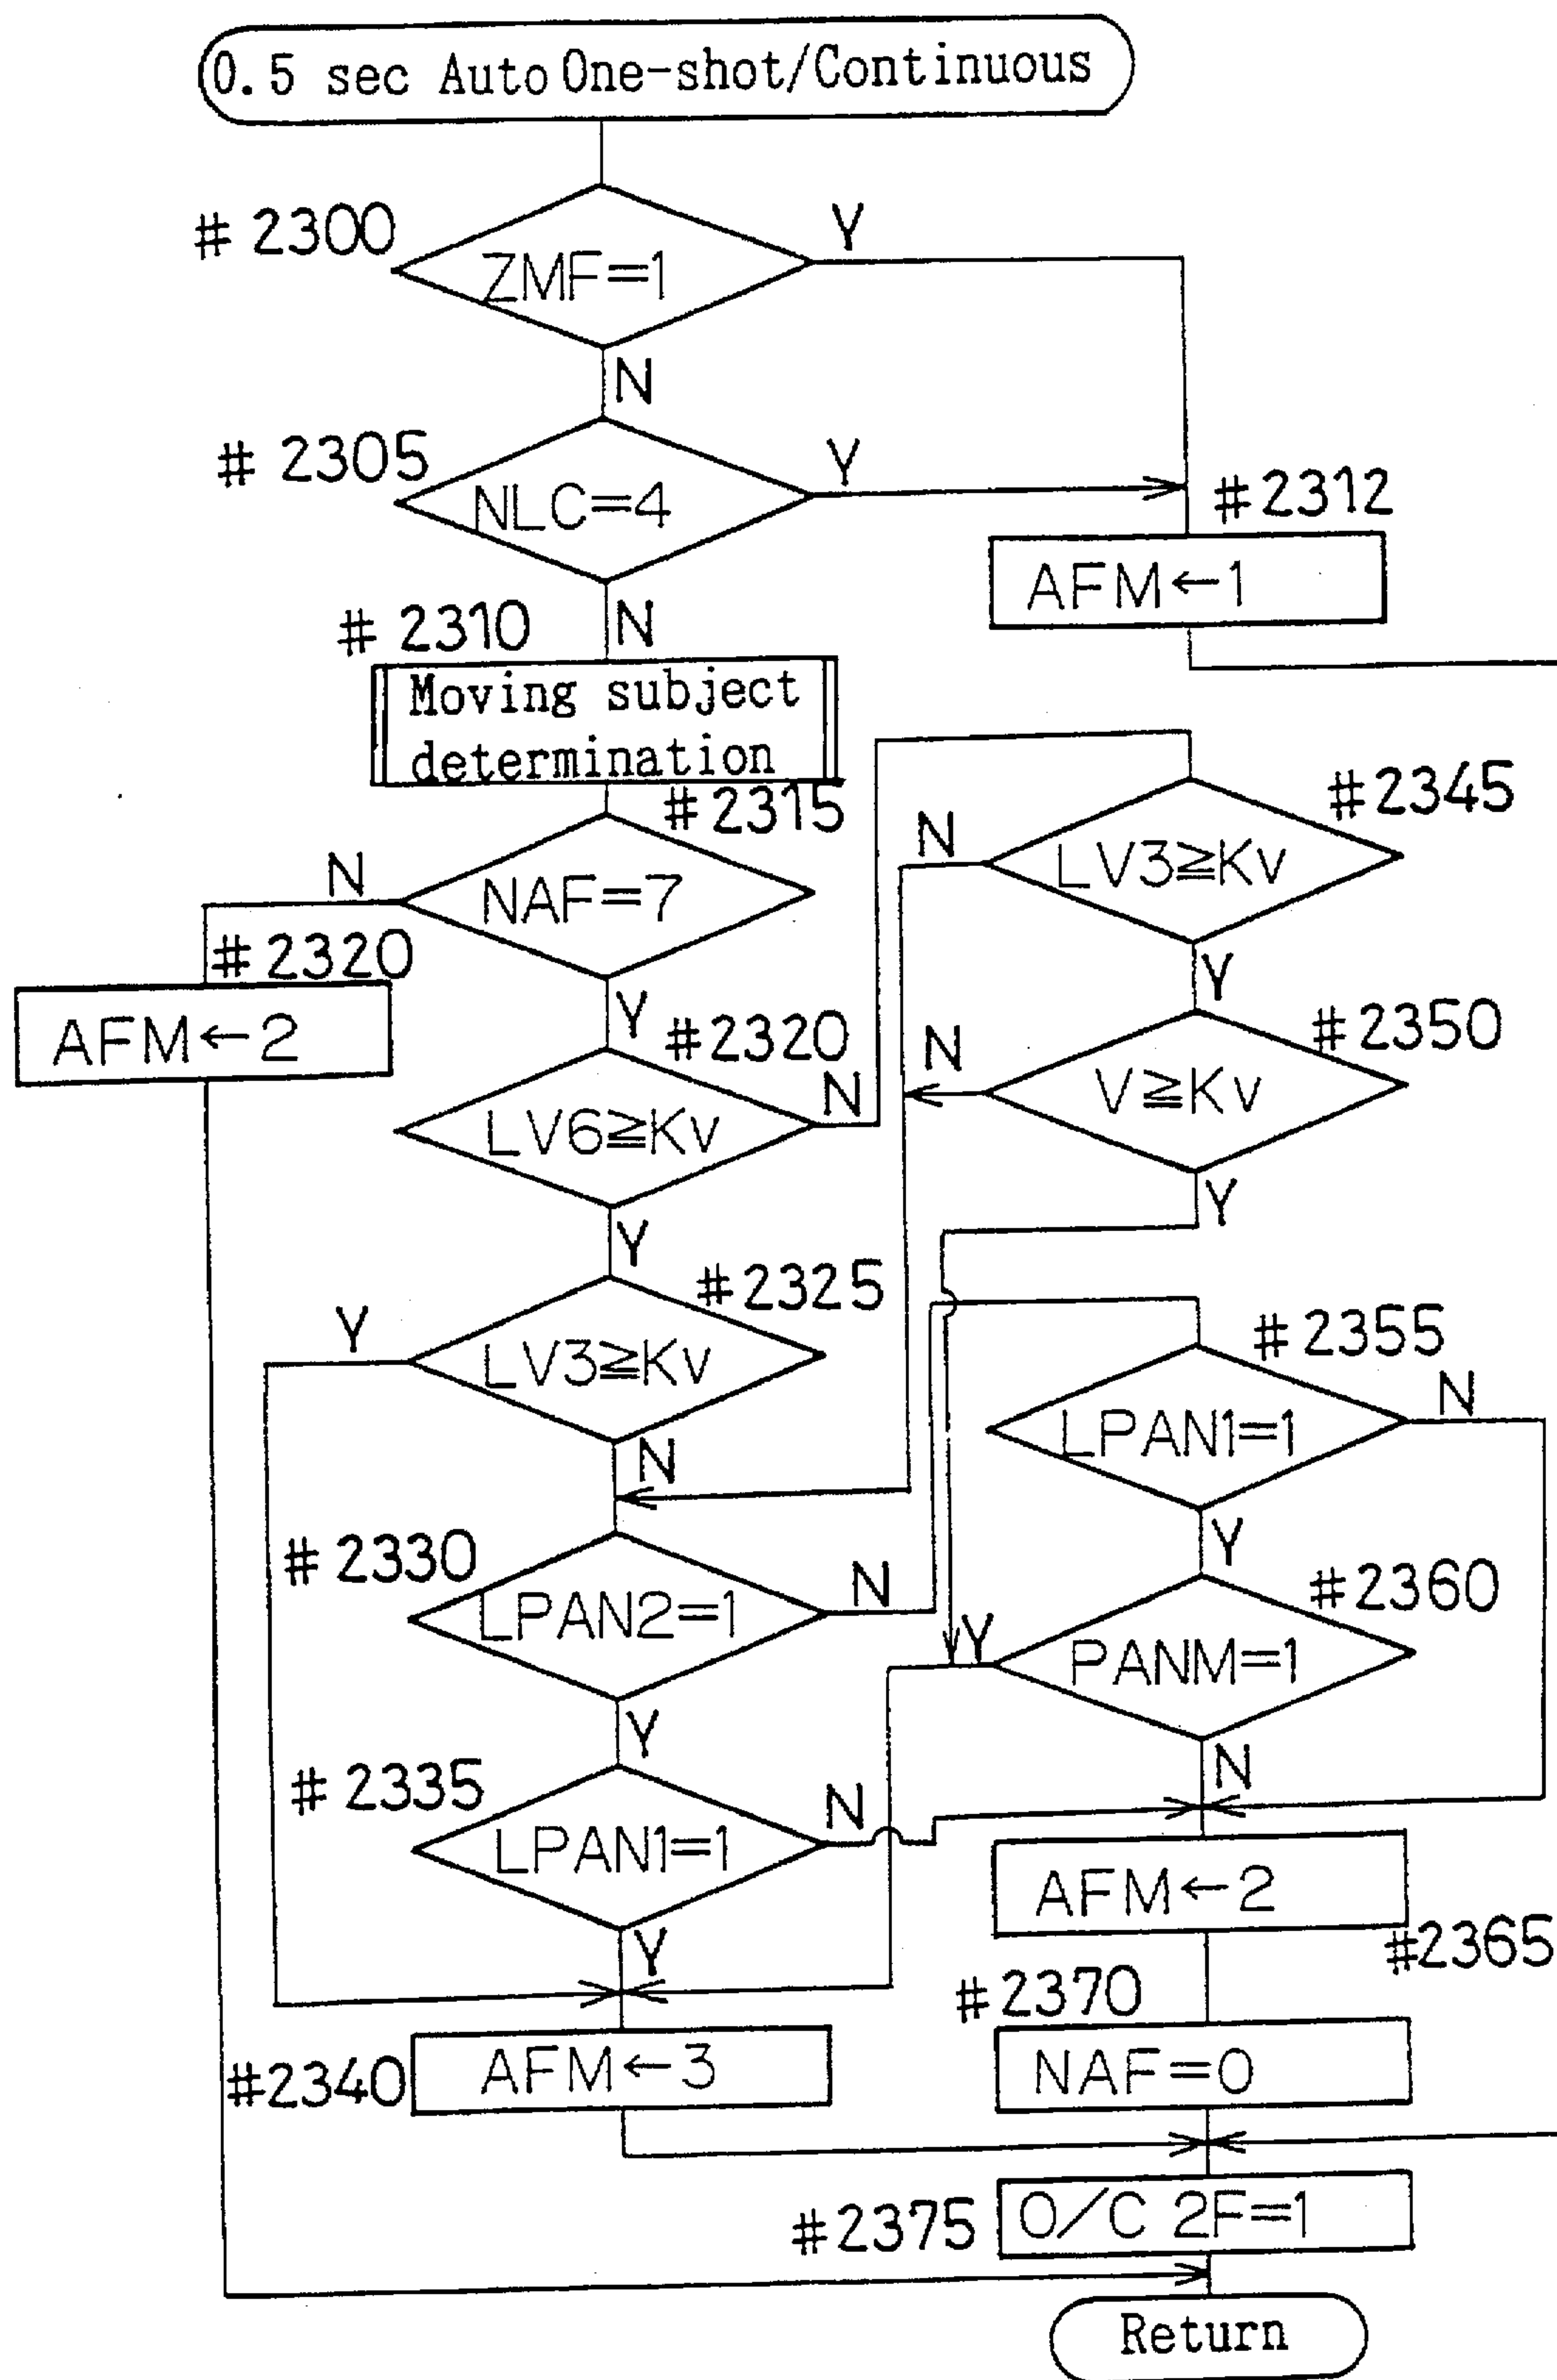 0.5 sec Auto One-shot/Continuous
# 2300
ZMF=1
Y
N
# 2305
NLC=4
Y
N
#2312
AFM←1
# 2310
Moving subject
determination
#2315
NAF=7
N
Y
#2320
AFM←2
#2320
LV6≧Kv
N
Y
#2345
LV3≧Kv
N
Y
#2350
V≧Kv
N
Y
#2325
LV3≧Kv
Y
N
#2355
LPAN1=1
N
Y
# 2330
LPAN2=1
N
Y
#2360
PANM=1
Y
N
# 2335
LPAN1=1
N
Y
AFM←2
#2365
#2340
AFM←3
#2370
NAF=0
#2375
O/C 2F=1
Return